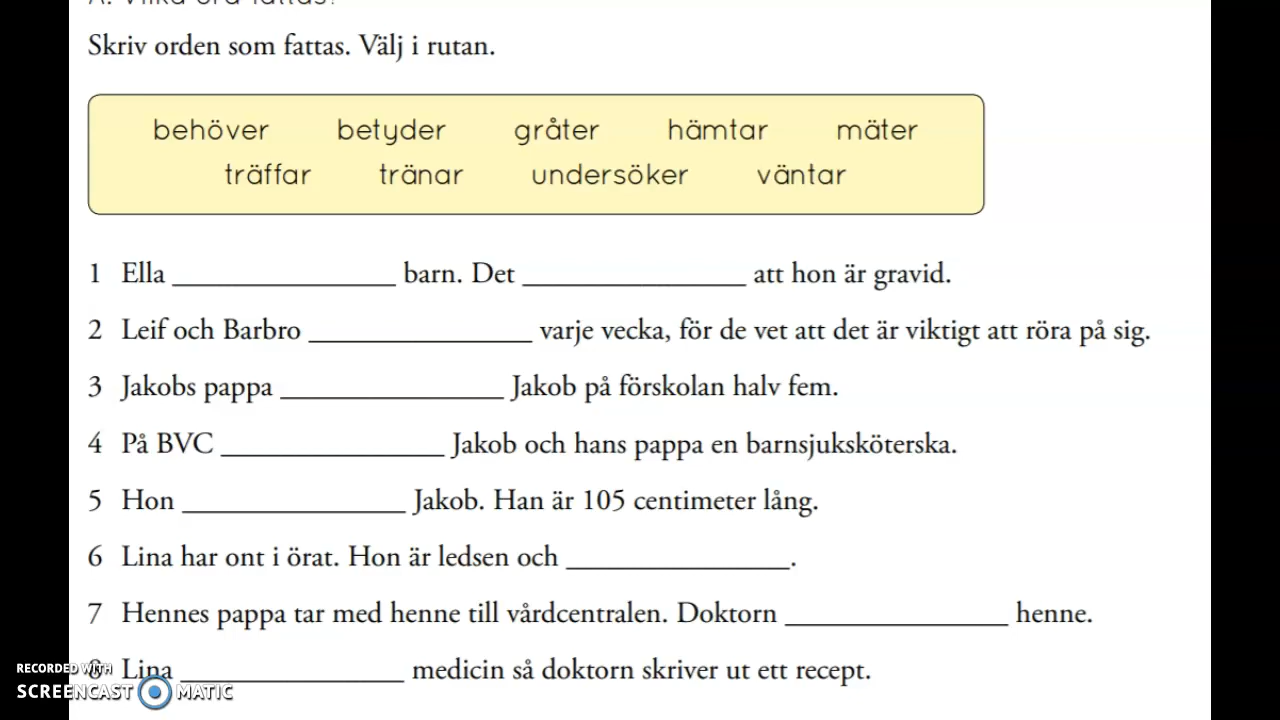 A. Vilka ord fattas?
Skriv orden som fattas. Välj i rutan.
behöver betyder gråter hämtar mäter
träffar tränar undersöker väntar
1 Ella ________________ barn. Det ________________ att hon är gravid.
2 Leif och Barbro ________________ varje vecka, för de vet att det är viktigt att röra på sig.
3 Jakobs pappa ________________ Jakob på förskolan halv fem.
4 På BVC ________________ Jakob och hans pappa en barnsjuksköterska.
5 Hon ________________ Jakob. Han är 105 centimeter lång.
6 Lina har ont i örat. Hon är ledsen och ________________.
7 Hennes pappa tar med henne till vårdcentralen. Doktorn ________________ henne.
8 Lina ________________ medicin så doktorn skriver ut ett recept.
RECORDED WITH
SCREENCAST MATIC